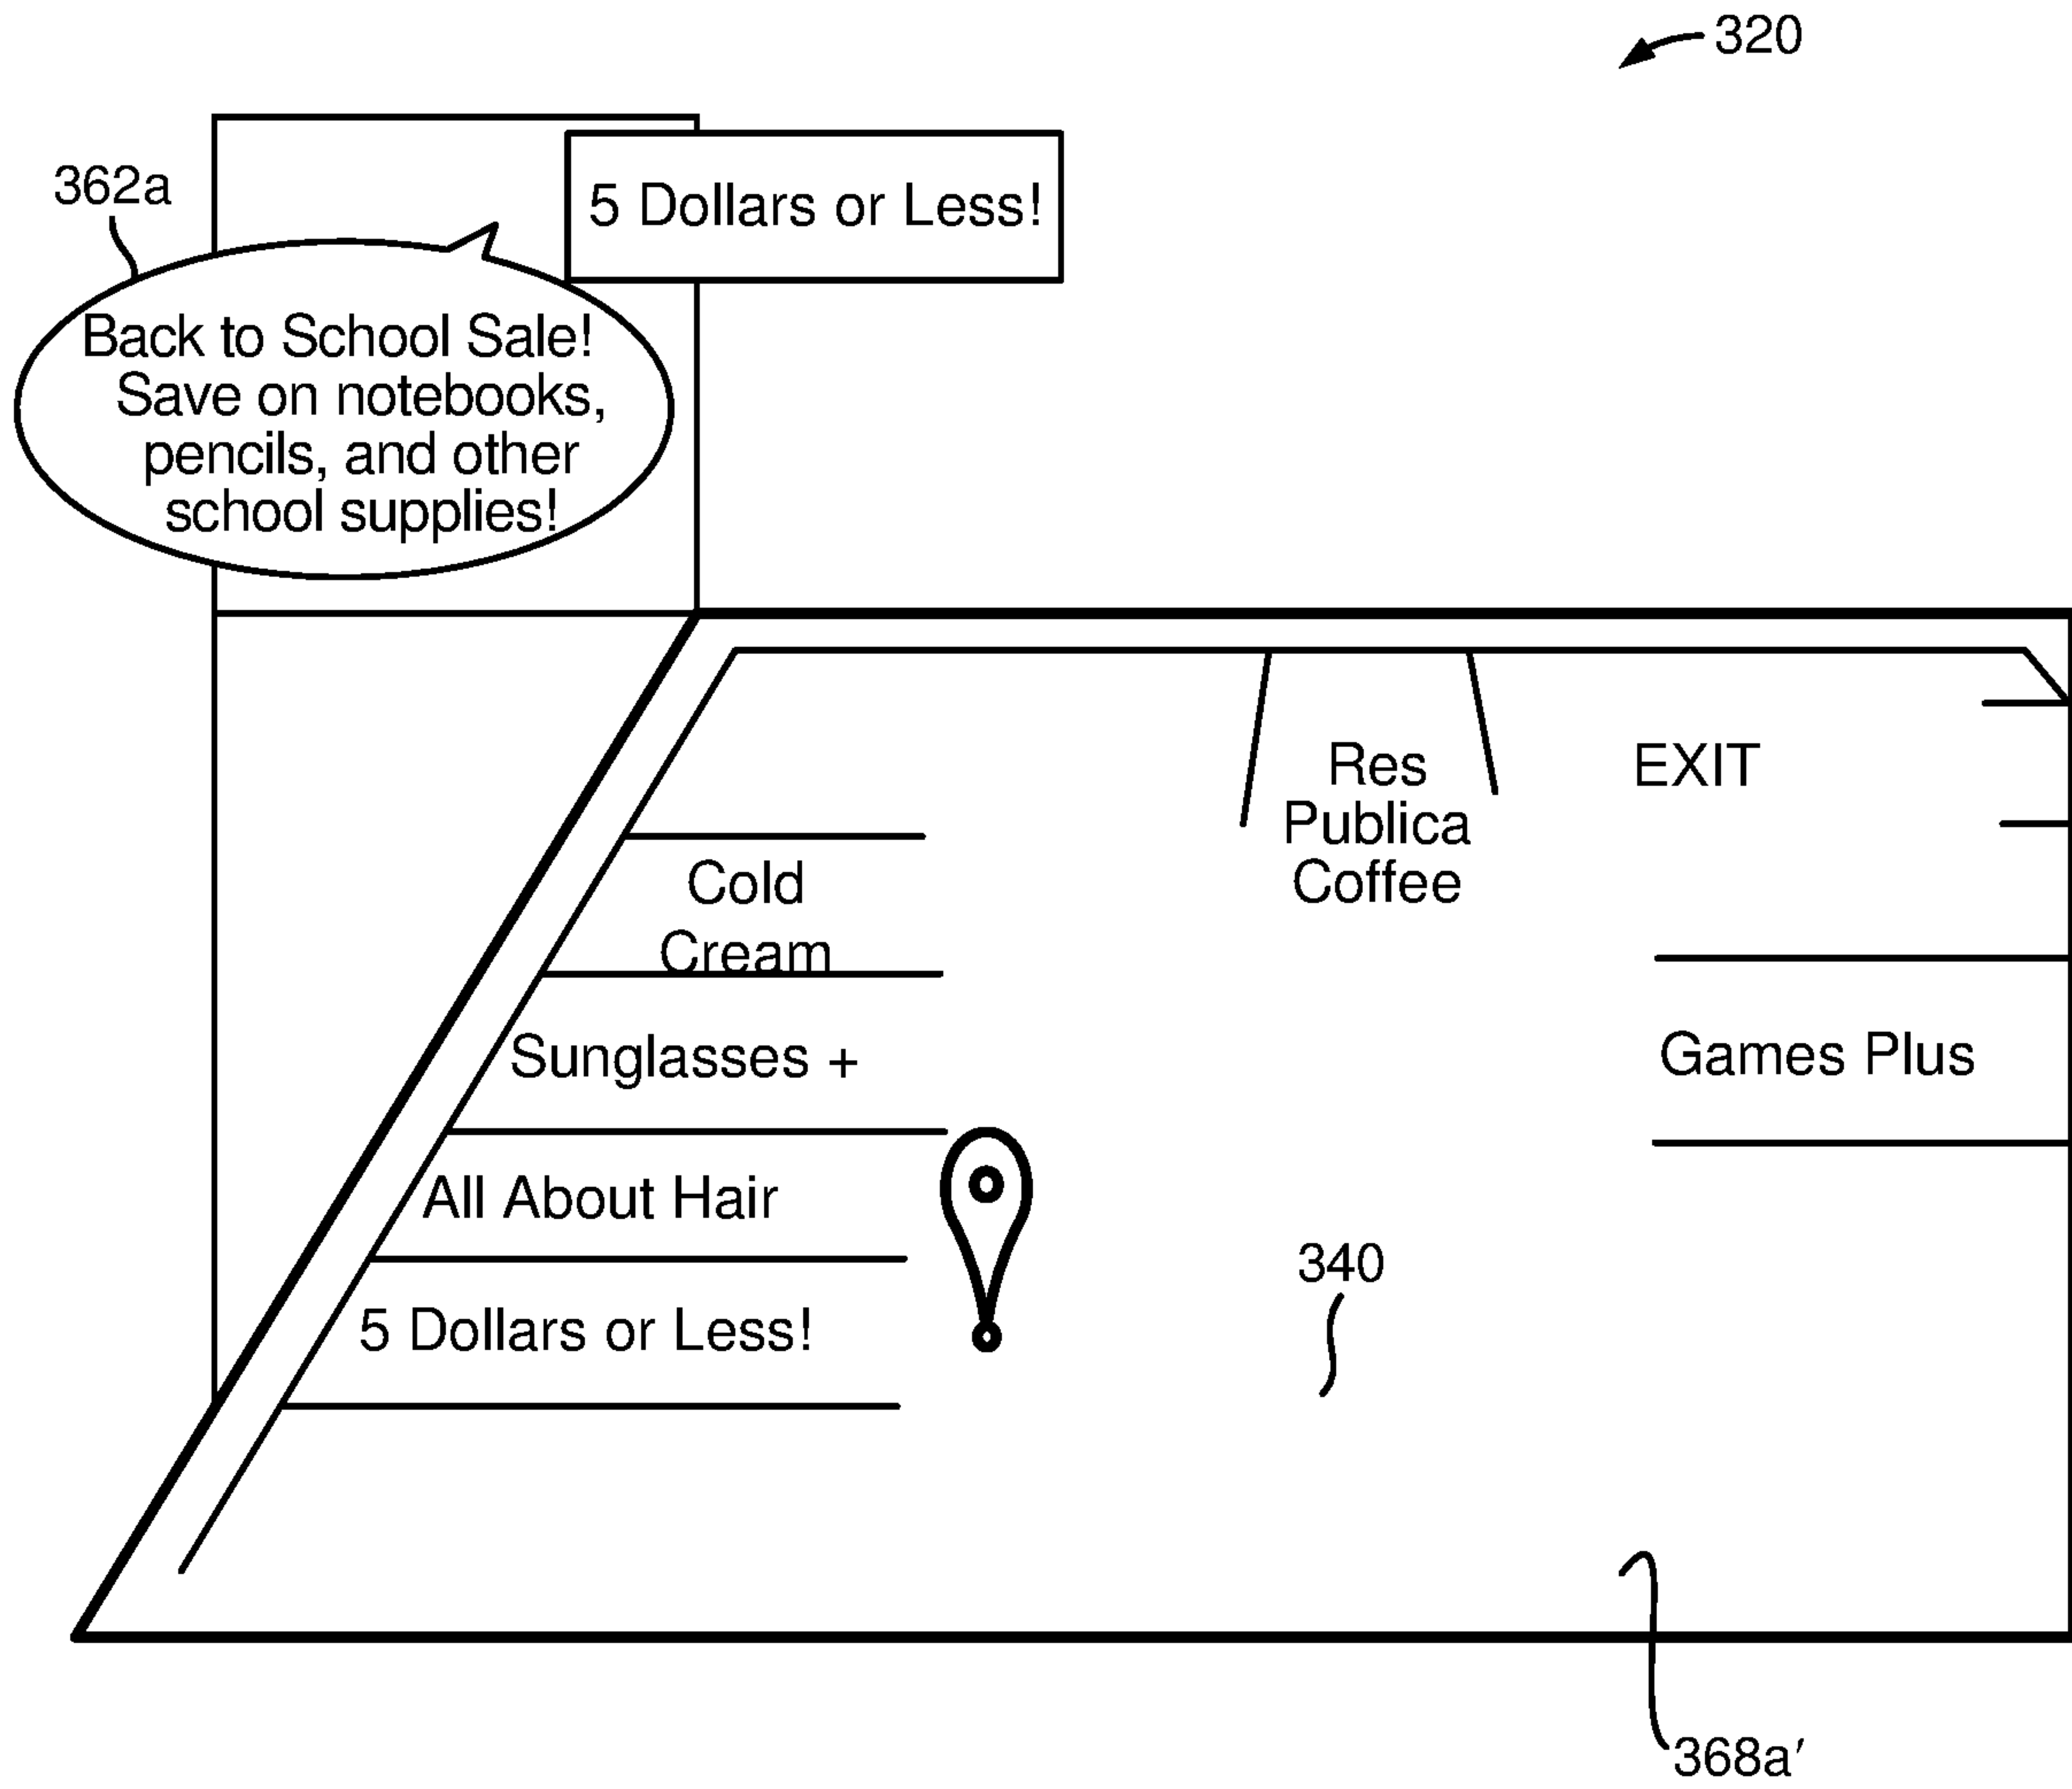 320
362a
5 Dollars or Less!
Back to School Sale!
Save on notebooks,
pencils, and other
school supplies!
Res
Publica
Coffee
EXIT
Cold
Cream
Sunglasses +
Games Plus
All About Hair
340
5 Dollars or Less!
368a′